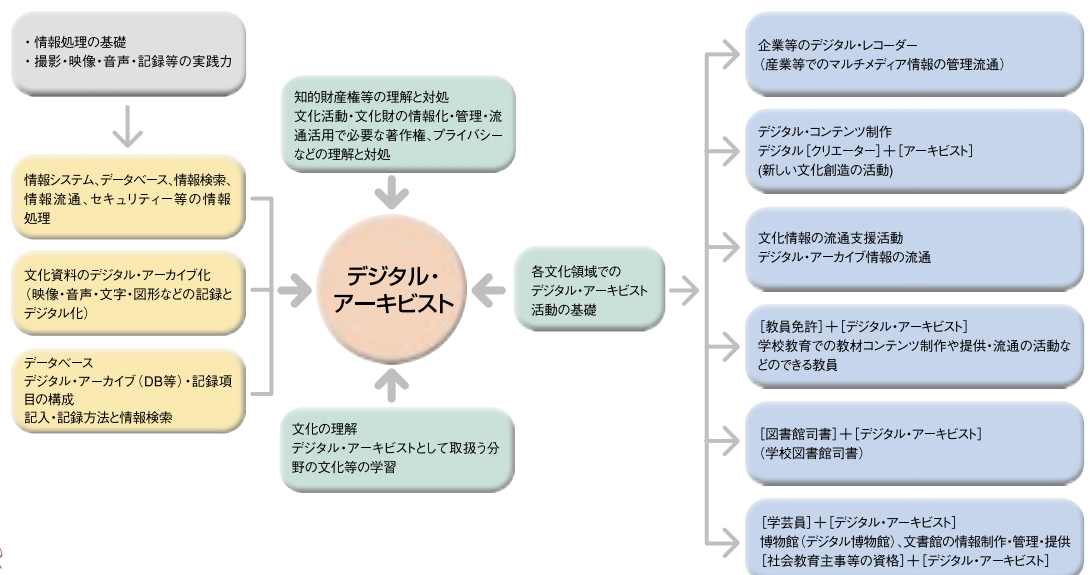 ・情報処理の基礎
・撮影・映像・音声・記録等の実践力
情報システム、データベース、情報検索、
情報流通、セキュリティー等の情報
処理
文化資料のデジタル・アーカイブ化
（映像・音声・文字・図形などの記録と
デジタル化）
データベース
デジタル・アーカイブ（DB等）・記録項
目の構成
記入・記録方法と情報検索
知的財産権等の理解と対処
文化活動・文化財の情報化・管理・流
通活用で必要な著作権、プライバシー
などの理解と対処
デジタル・
アーキビスト
文化の理解
デジタル・アーキビストとして取扱う分
野の文化等の学習
各文化領域での
デジタル・アーキビスト
活動の基礎
企業等のデジタル・レコーダー
（産業等でのマルチメディア情報の管理流通）
デジタル・コンテンツ制作
デジタル［クリエーター］＋［アーキビスト］
(新しい文化創造の活動)
文化情報の流通支援活動
デジタル・アーカイブ情報の流通
［教員免許］＋［デジタル・アーキビスト］
学校教育での教材コンテンツ制作や提供・流通の活動な
どのできる教員
［図書館司書］＋［デジタル・アーキビスト］
（学校図書館司書）
［学芸員］＋［デジタル・アーキビスト］
博物館（デジタル博物館）、文書館の情報制作・管理・提供
［社会教育主事等の資格］＋［デジタル・アーキビスト］